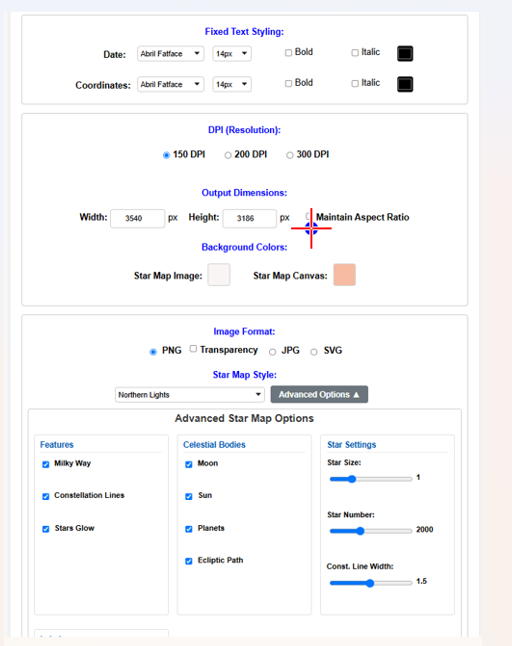 Fixed Text Styling:
Date: Abril Fatface 14px Bold Italic
Coordinates: Abril Fatface 14px Bold Italic
DPI (Resolution):
150 DPI 200 DPI 300 DPI
Output Dimensions:
Width: 3540 px Height: 3186 px Maintain Aspect Ratio
Background Colors:
Star Map Image: Star Map Canvas:
Image Format:
PNG Transparency JPG SVG
Star Map Style:
Northern Lights Advanced Options ▲
Advanced Star Map Options
Features
Milky Way
Constellation Lines
Stars Glow
Celestial Bodies
Moon
Sun
Planets
Ecliptic Path
Star Settings
Star Size:
1
Star Number:
2000
Const. Line Width:
1.5